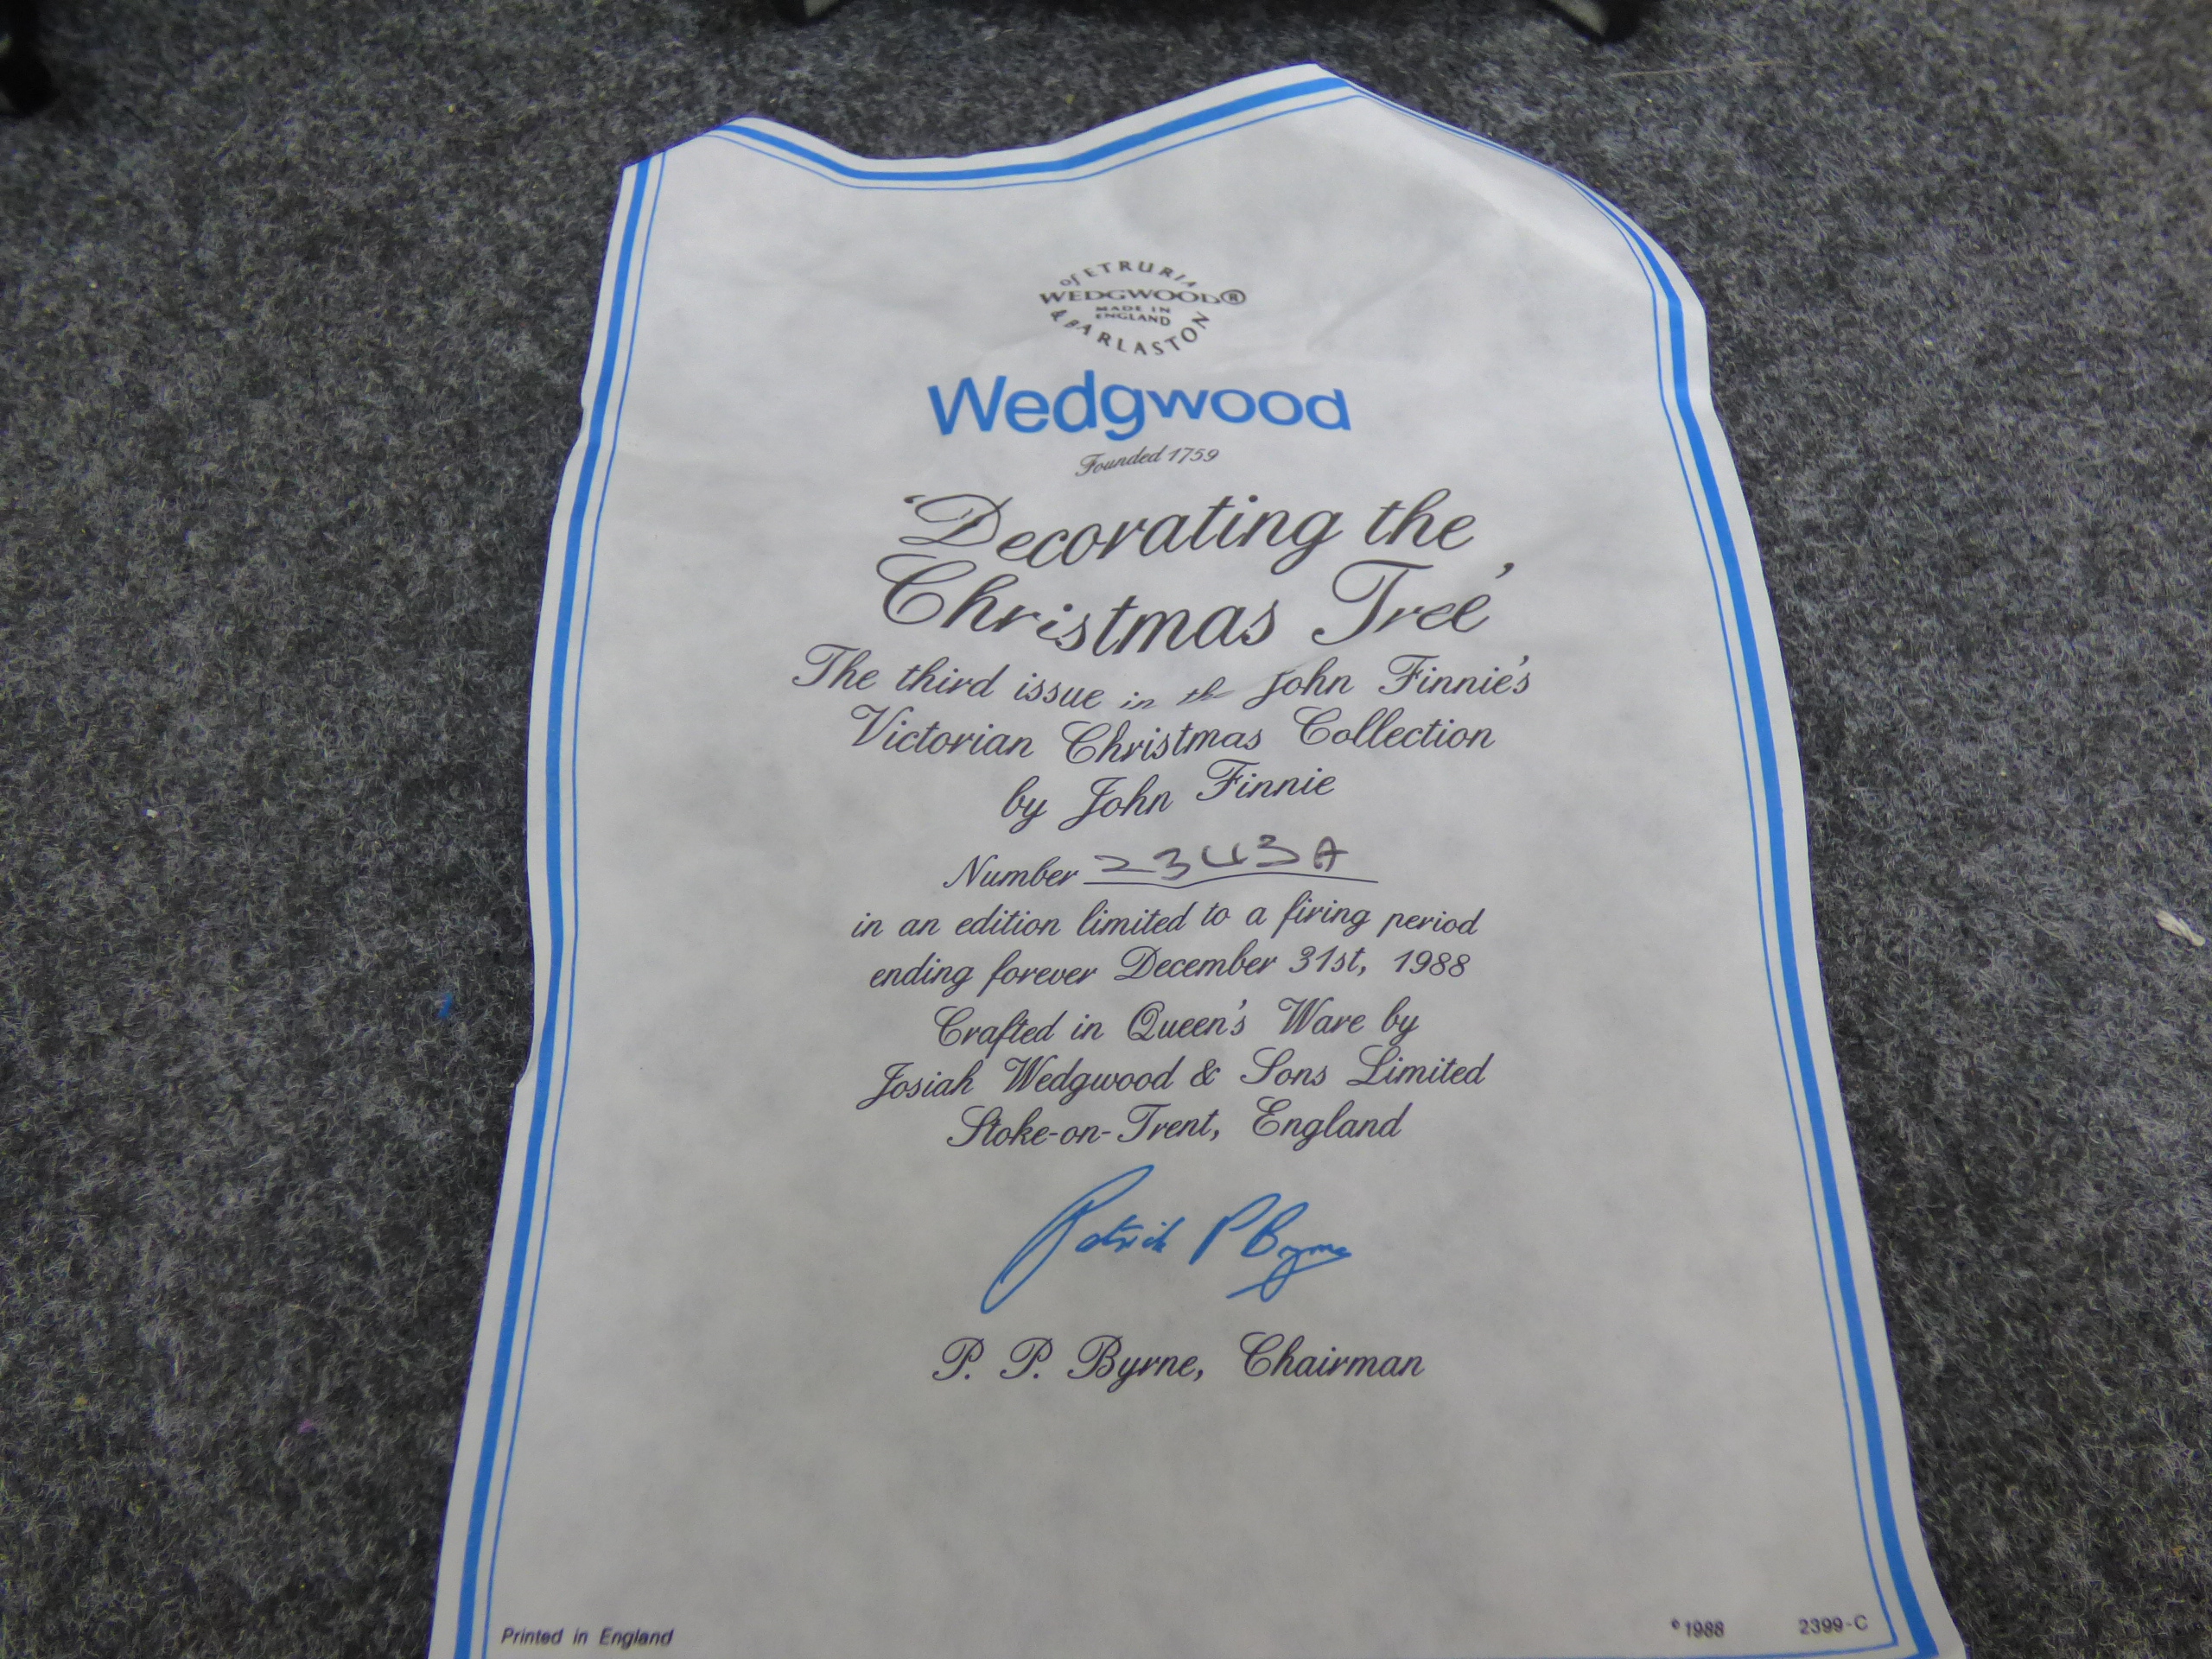 of ETRURIA
WEDGWOOD®
MADE IN
ENGLAND
& BARLASTON
Wedgwood
Founded 1759
'Decorating the
Christmas Tree'
The third issue in the John Finnie's
Victorian Christmas Collection
by John Finnie
Number 2343A
in an edition limited to a firing period
ending forever December 31st, 1988
Crafted in Queen's Ware by
Josiah Wedgwood & Sons Limited
Stoke-on-Trent, England
Patrick P Byrne
P. P. Byrne, Chairman
Printed in England
©1988 2399-C